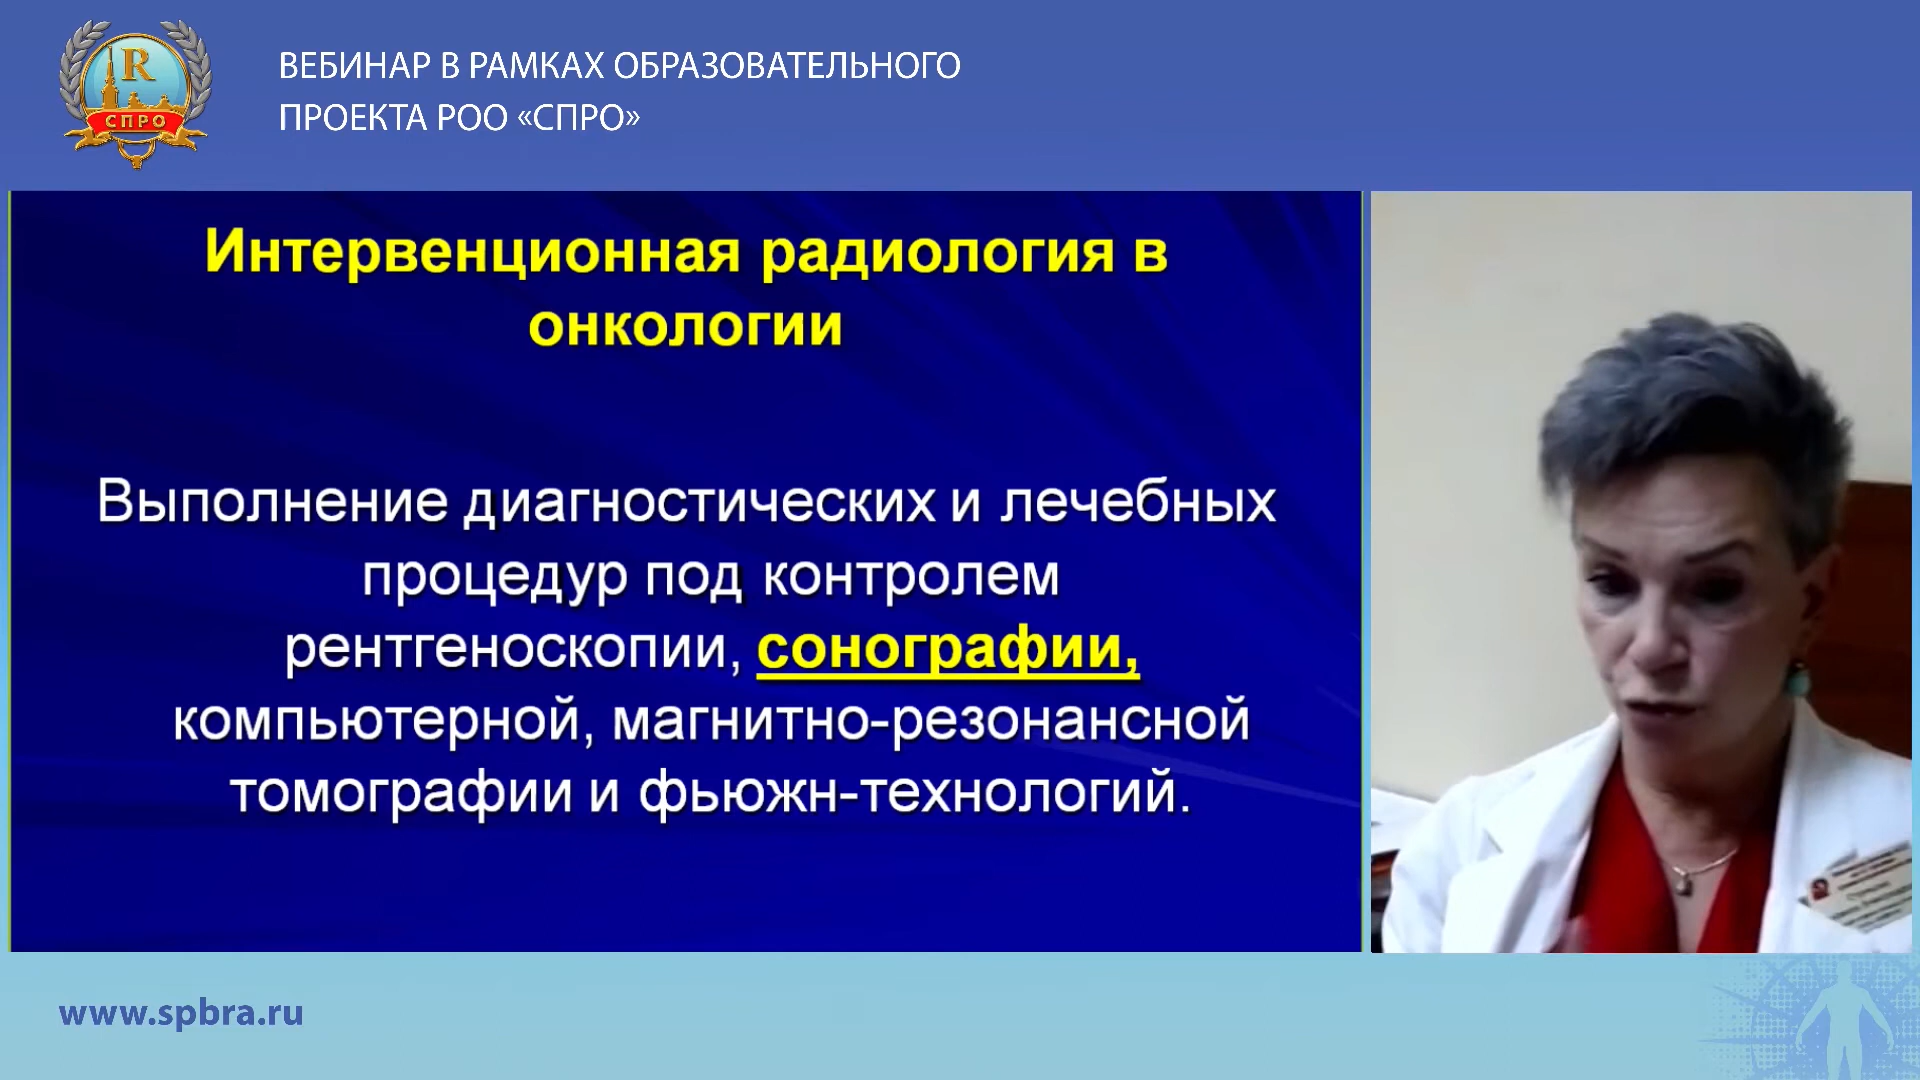 R
СПРО
ВЕБИНАР В РАМКАХ ОБРАЗОВАТЕЛЬНОГО
ПРОЕКТА РОО «СПРО»
Интервенционная радиология в
онкологии
Выполнение диагностических и лечебных
процедур под контролем
рентгеноскопии, сонографии,
компьютерной, магнитно-резонансной
томографии и фьюжн-технологий.
www.spbra.ru